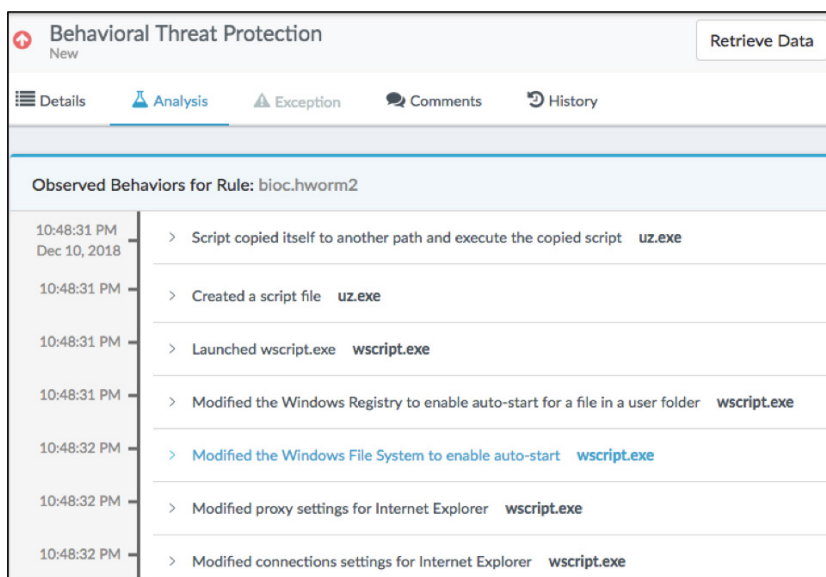 Behavioral Threat Protection
New
Retrieve Data
Details
Analysis
Exception
Comments
History
Observed Behaviors for Rule: bioc.hworm2
10:48:31 PM
Dec 10, 2018
> Script copied itself to another path and execute the copied script uz.exe
10:48:31 PM
> Created a script file uz.exe
10:48:31 PM
> Launched wscript.exe wscript.exe
10:48:31 PM
> Modified the Windows Registry to enable auto-start for a file in a user folder wscript.exe
10:48:32 PM
> Modified the Windows File System to enable auto-start wscript.exe
10:48:32 PM
> Modified proxy settings for Internet Explorer wscript.exe
10:48:32 PM
> Modified connections settings for Internet Explorer wscript.exe